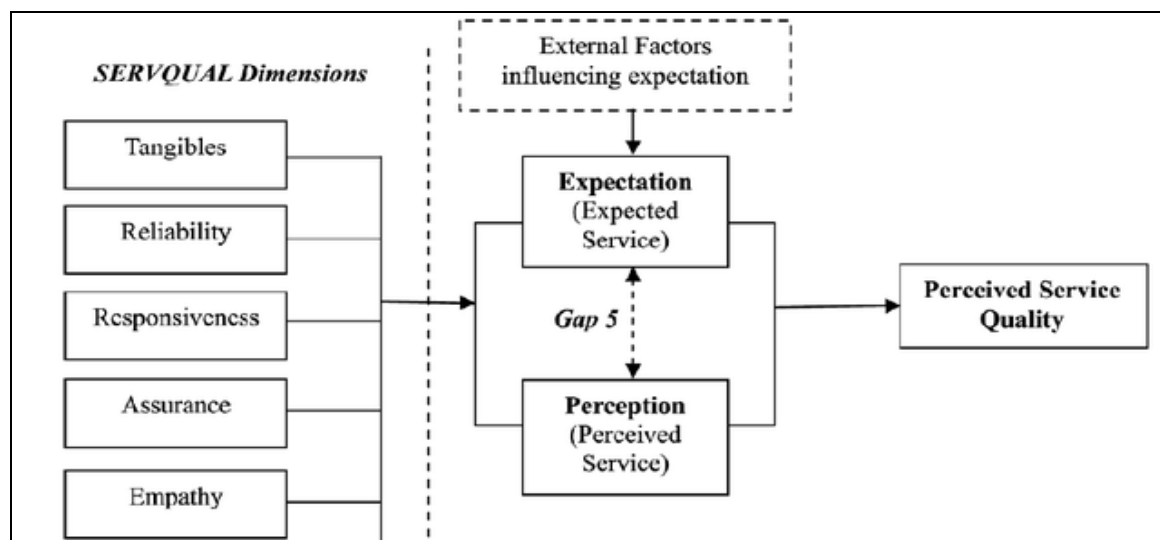 External Factors
influencing expectation
SERVQUAL Dimensions
Tangibles
Reliability
Responsiveness
Assurance
Empathy
Expectation
(Expected
Service)
Gap 5
Perception
(Perceived
Service)
Perceived Service
Quality